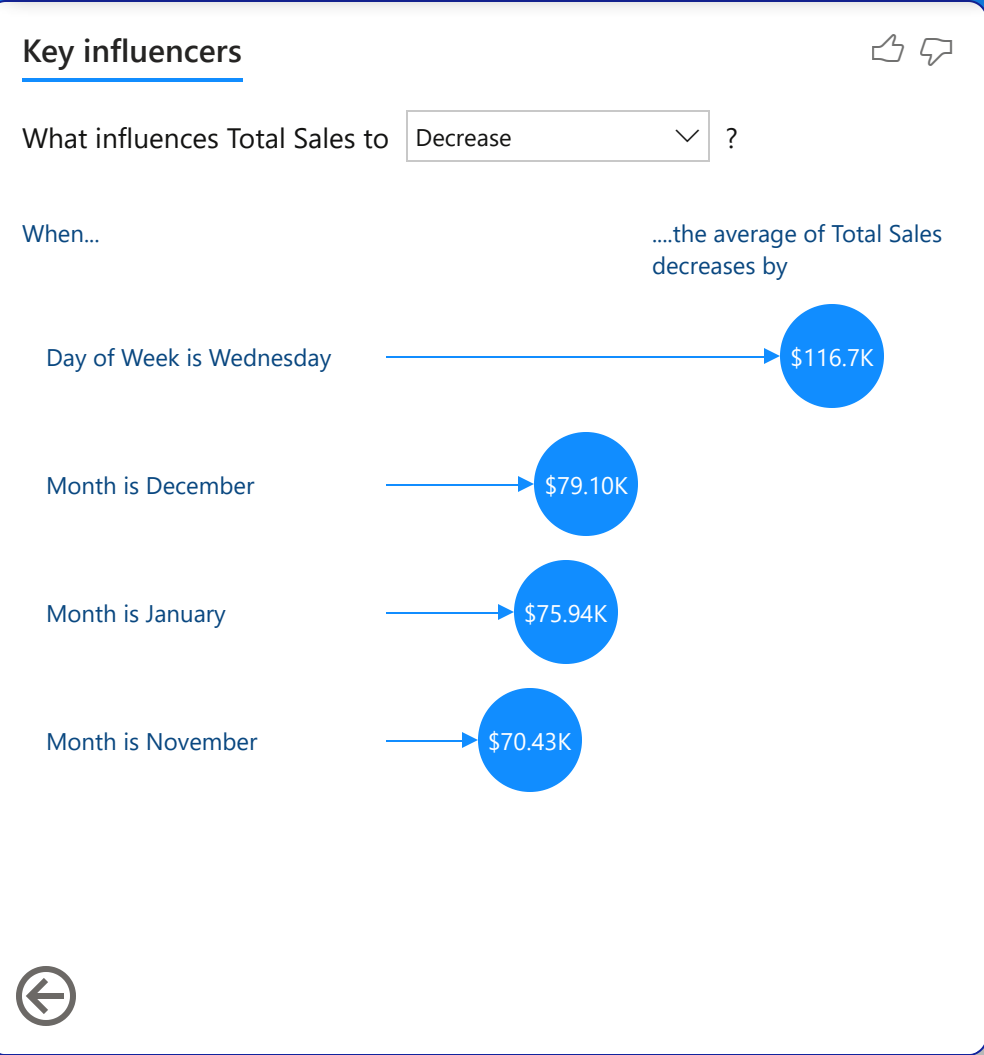 Key influencers
What influences Total Sales to Decrease ?
When...
....the average of Total Sales
decreases by
Day of Week is Wednesday $116.7K
Month is December $79.10K
Month is January $75.94K
Month is November $70.43K